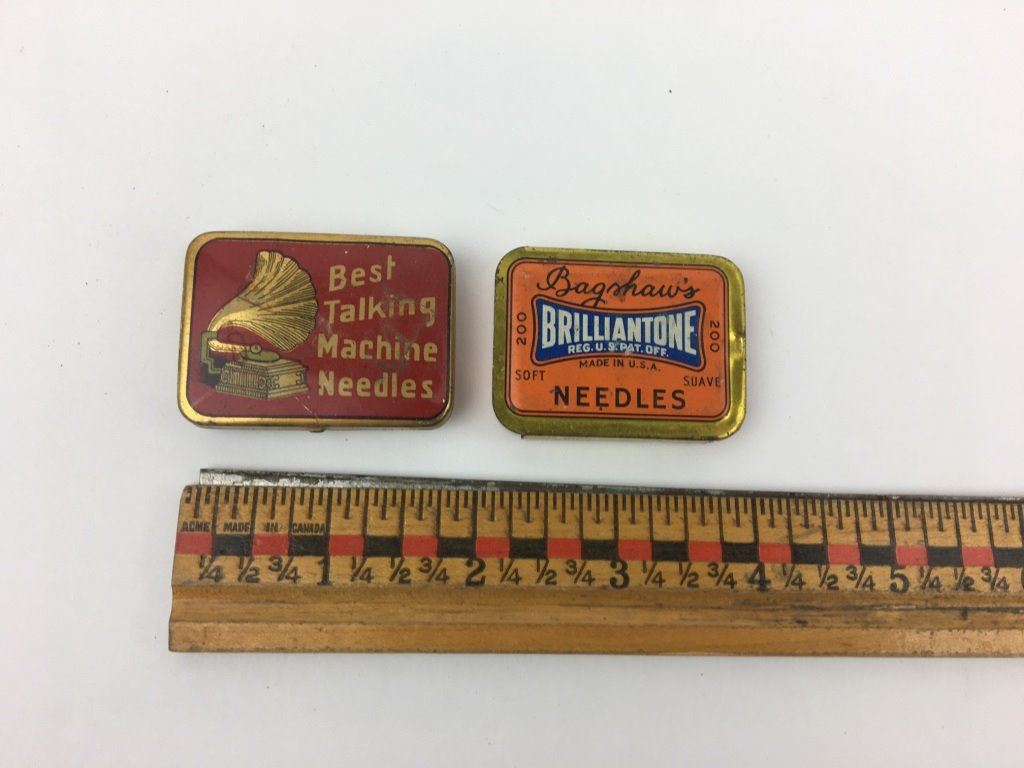 Best
Talking
Machine
Needles
Bagshaw's
200 BRILLIANTONE 200
REG. U.S. PAT. OFF.
MADE IN U.S.A.
SOFT SUAVE
NEEDLES
ACME MADE IN CANADA
1/4 1/2 3/4 1 1/4 1/2 3/4 2 1/4 1/2 3/4 3 1/4 1/2 3/4 4 1/4 1/2 3/4 5 1/4 1/2 3/4